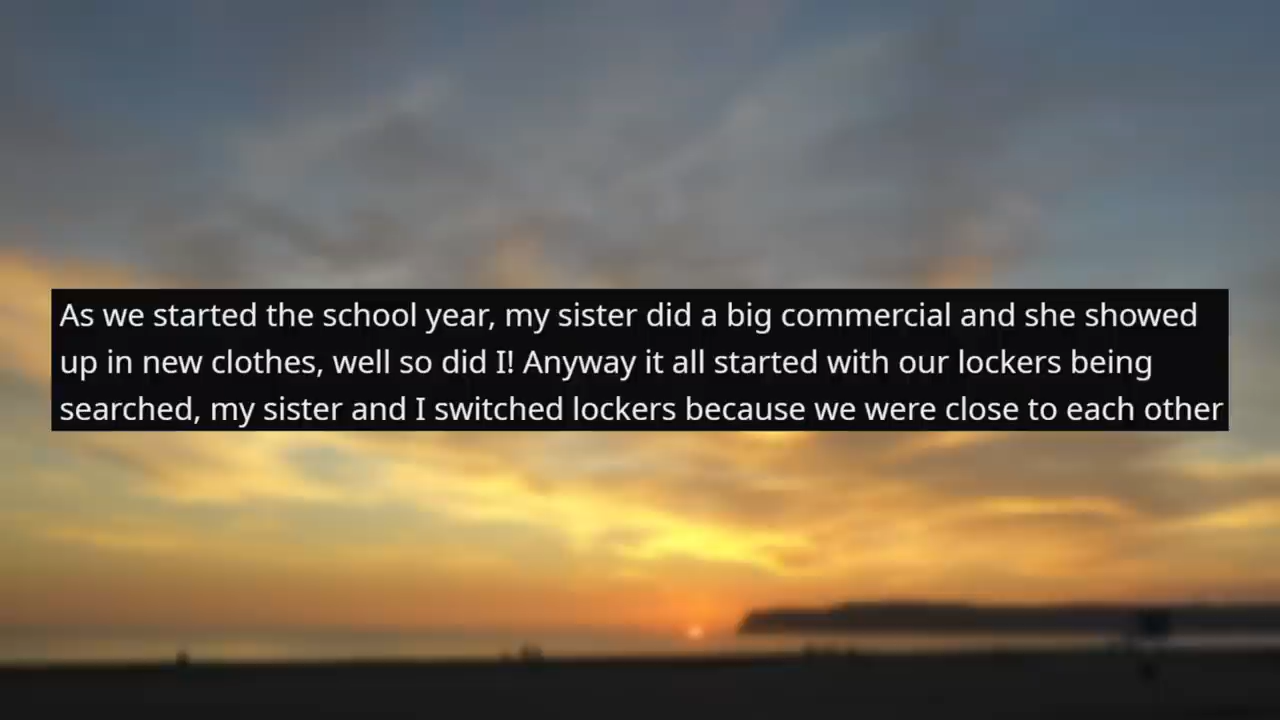 As we started the school year, my sister did a big commercial and she showed
up in new clothes, well so did I! Anyway it all started with our lockers being
searched, my sister and I switched lockers because we were close to each other